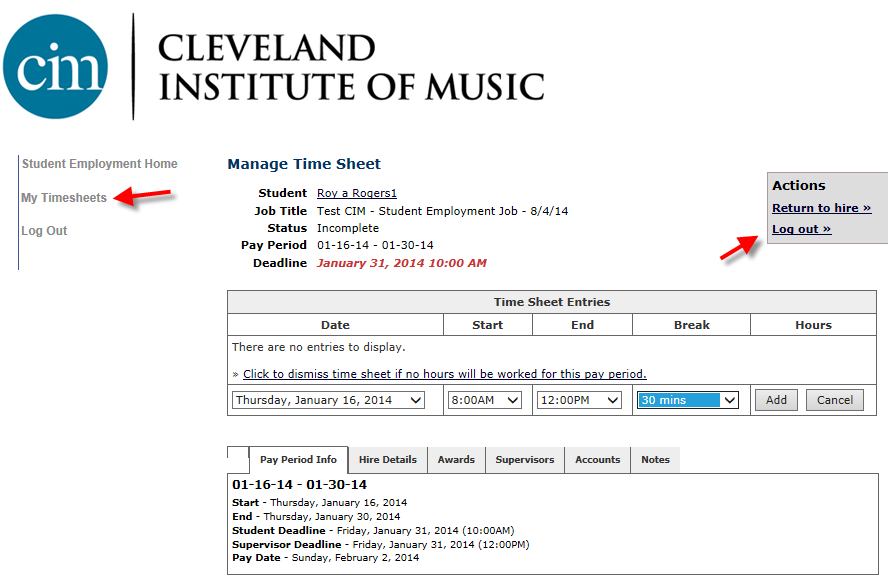 cim
CLEVELAND
INSTITUTE OF MUSIC
Student Employment Home
My Timesheets
Log Out
Manage Time Sheet
Student Roy a Rogers1
Job Title Test CIM - Student Employment Job - 8/4/14
Status Incomplete
Pay Period 01-16-14 - 01-30-14
Deadline January 31, 2014 10:00 AM
Actions
Return to hire »
Log out »
Time Sheet Entries
Date Start End Break Hours
There are no entries to display.
» Click to dismiss time sheet if no hours will be worked for this pay period.
Thursday, January 16, 2014 8:00AM 12:00PM 30 mins Add Cancel
Pay Period Info Hire Details Awards Supervisors Accounts Notes
01-16-14 - 01-30-14
Start - Thursday, January 16, 2014
End - Thursday, January 30, 2014
Student Deadline - Friday, January 31, 2014 (10:00AM)
Supervisor Deadline - Friday, January 31, 2014 (12:00PM)
Pay Date - Sunday, February 2, 2014